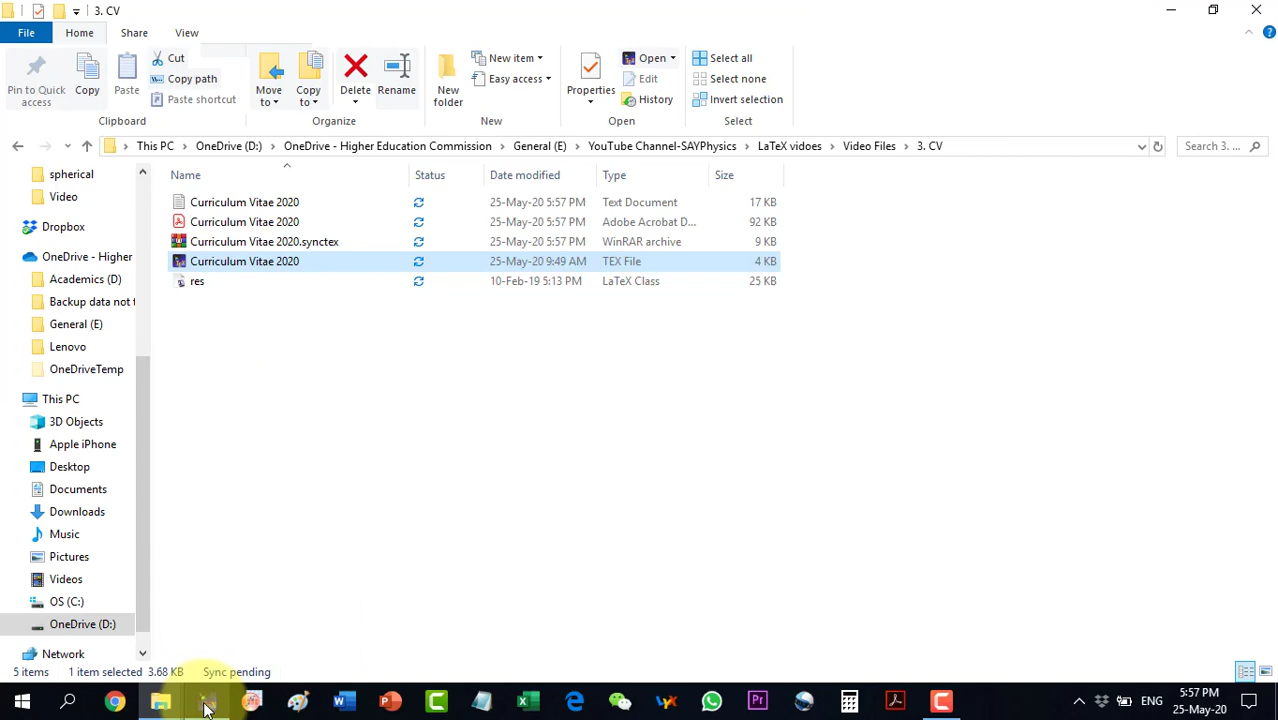 3. CV
File Home Share View
Pin to Quick access
Copy
Paste
Cut
Copy path
Paste shortcut
Clipboard
Move to
Copy to
Delete
Rename
Organize
New folder
New item
Easy access
New
Properties
Open
Edit
History
Open
Select all
Select none
Invert selection
Select
This PC OneDrive (D:) OneDrive - Higher Education Commission General (E) YouTube Channel-SAYPhysics LaTeX vidoes Video Files 3. CV
Search 3. ...
Name Status Date modified Type Size
Curriculum Vitae 2020 25-May-20 5:57 PM Text Document 17 KB
Curriculum Vitae 2020 25-May-20 5:57 PM Adobe Acrobat D... 92 KB
Curriculum Vitae 2020.synctex 25-May-20 5:57 PM WinRAR archive 9 KB
Curriculum Vitae 2020 25-May-20 9:49 AM TEX File 4 KB
res 10-Feb-19 5:13 PM LaTeX Class 25 KB
spherical
Video
Dropbox
OneDrive - Higher
Academics (D)
Backup data not t
General (E)
Lenovo
OneDriveTemp
This PC
3D Objects
Apple iPhone
Desktop
Documents
Downloads
Music
Pictures
Videos
OS (C:)
OneDrive (D:)
Network
5 items 1 item selected 3.68 KB Sync pending
ENG
5:57 PM
25-May-20